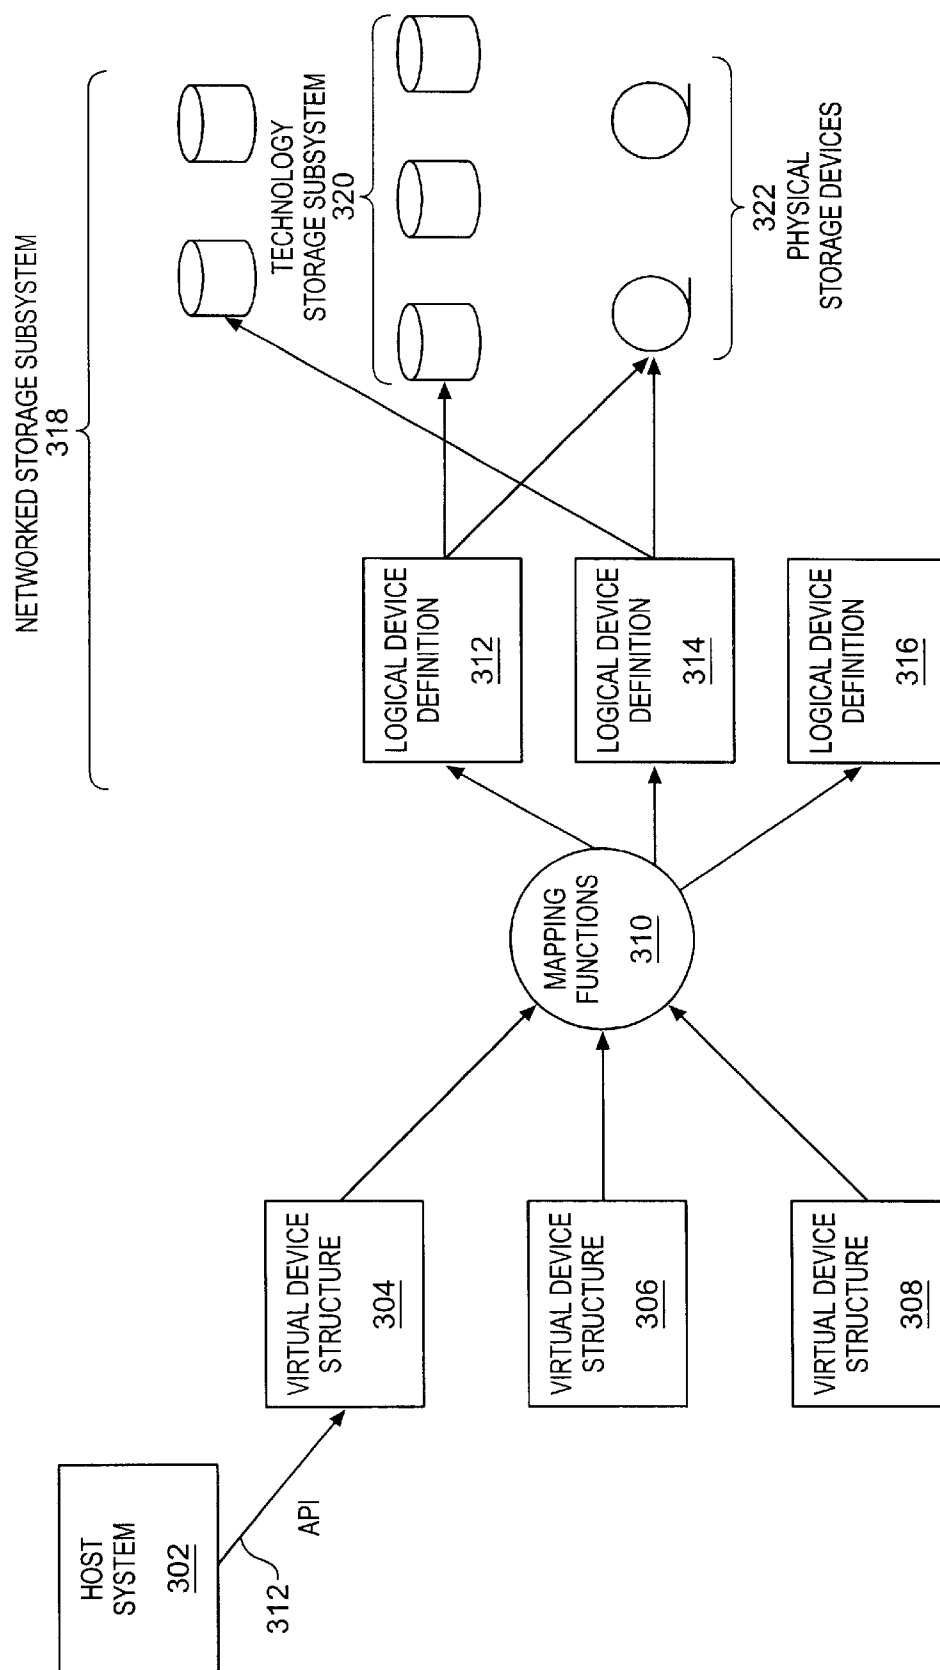 NETWORKED STORAGE SUBSYSTEM
318
TECHNOLOGY
STORAGE SUBSYSTEM
320
322
PHYSICAL
STORAGE DEVICES
HOST
SYSTEM
302
312
API
VIRTUAL DEVICE
STRUCTURE
304
VIRTUAL DEVICE
STRUCTURE
306
VIRTUAL DEVICE
STRUCTURE
308
MAPPING
FUNCTIONS
310
LOGICAL DEVICE
DEFINITION
312
LOGICAL DEVICE
DEFINITION
314
LOGICAL DEVICE
DEFINITION
316